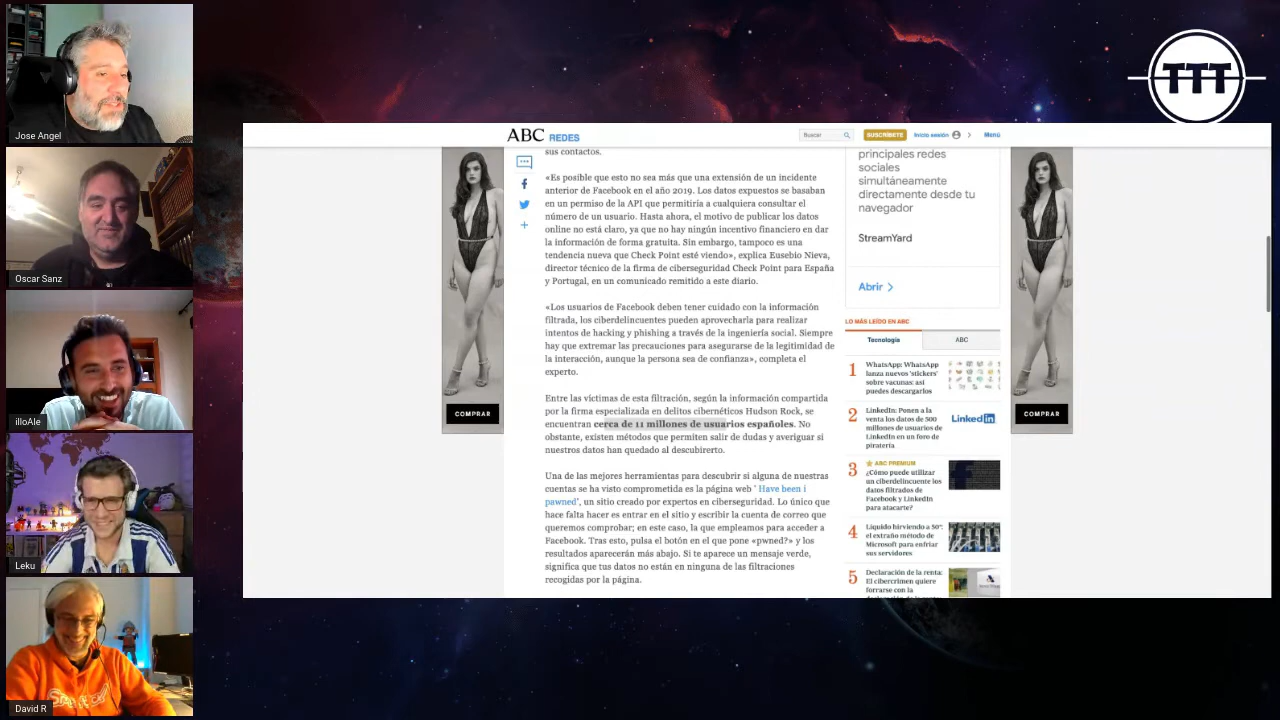 Jose Angel
Oscar Sanz
illoAle
Leku
David R
TTT
ABC REDES
Buscar
SUSCRÍBETE
Inicio sesión
Menú
sus contactos.
«Es posible que esto no sea más que una extensión de un incidente
anterior de Facebook en el año 2019. Los datos expuestos se basaban
en un permiso de la API que permitiría a cualquiera consultar el
número de un usuario. Hasta ahora, el motivo de publicar los datos
online no está claro, ya que no hay ningún incentivo financiero en dar
la información de forma gratuita. Sin embargo, tampoco es una
tendencia nueva que Check Point esté viendo», explica Eusebio Nieva,
director técnico de la firma de ciberseguridad Check Point para España
y Portugal, en un comunicado remitido a este diario.
«Los usuarios de Facebook deben tener cuidado con la información
filtrada, los ciberdelincuentes pueden aprovecharla para realizar
intentos de hacking y phishing a través de la ingeniería social. Siempre
hay que extremar las precauciones para asegurarse de la legitimidad de
la interacción, aunque la persona sea de confianza», completa el
experto.
Entre las víctimas de esta filtración, según la información compartida
por la firma especializada en delitos cibernéticos Hudson Rock, se
encuentran cerca de 11 millones de usuarios españoles. No
obstante, existen métodos que permiten salir de dudas y averiguar si
nuestros datos han quedado al descubirerto.
Una de las mejores herramientas para descubrir si alguna de nuestras
cuentas se ha visto comprometida es la página web ' Have been i
pawned', un sitio creado por expertos en ciberseguridad. Lo único que
hace falta hacer es entrar en el sitio y escribir la cuenta de correo que
queremos comprobar; en este caso, la que empleamos para acceder a
Facebook. Tras esto, pulsa el botón en el que pone «pwned?» y los
resultados aparecerán más abajo. Si te aparece un mensaje verde,
significa que tus datos no están en ninguna de las filtraciones
recogidas por la página.
principales redes
sociales
simultáneamente
directamente desde tu
navegador
StreamYard
Abrir
LO MÁS LEÍDO EN ABC
Tecnología
ABC
1
WhatsApp: WhatsApp
lanza nuevos 'stickers'
sobre vacunas: así
puedes descargarlos
2
LinkedIn: Ponen a la
venta los datos de 500
millones de usuarios de
LinkedIn en un foro de
piratería
Linkedin
3
ABC PREMIUM
¿Cómo puede utilizar
un ciberdelincuente los
datos filtrados de
Facebook y LinkedIn
para atacarte?
4
Líquido hirviendo a 50º:
el extraño método de
Microsoft para enfriar
sus servidores
5
Declaración de la renta:
El cibercrimen quiere
forrarse con la
COMPRAR
COMPRAR